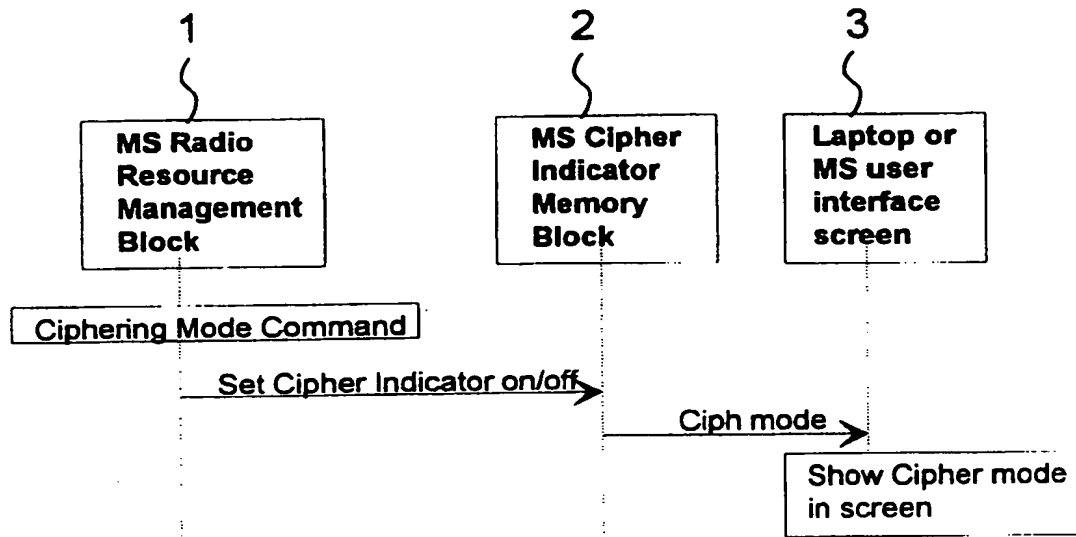 1
2
3
MS Radio
Resource
Management
Block
MS Cipher
Indicator
Memory
Block
Laptop or
MS user
interface
screen
Ciphering Mode Command
Set Cipher Indicator on/off
Ciph mode
Show Cipher mode
in screen